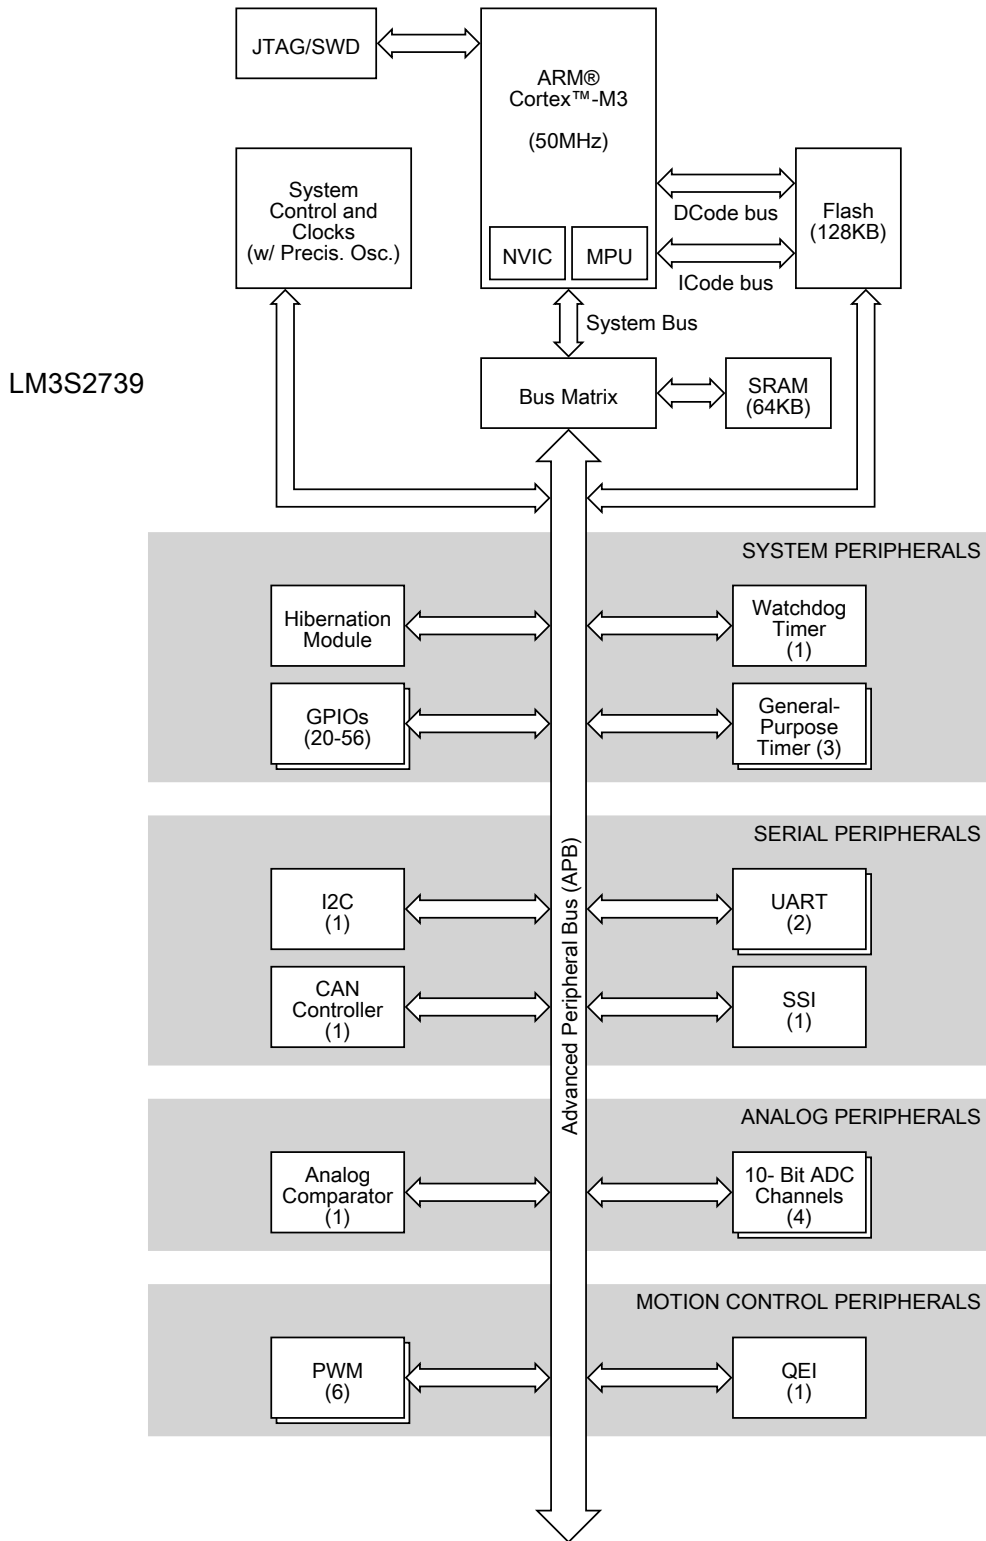 JTAG/SWD
ARM®
Cortex™-M3
(50MHz)
System
Control and
Clocks
(w/ Precis. Osc.)
DCode bus
Flash
(128KB)
NVIC
MPU
ICode bus
System Bus
LM3S2739
Bus Matrix
SRAM
(64KB)
SYSTEM PERIPHERALS
Hibernation
Module
Watchdog
Timer
(1)
GPIOs
(20-56)
General-
Purpose
Timer (3)
Advanced Peripheral Bus (APB)
SERIAL PERIPHERALS
I2C
(1)
UART
(2)
CAN
Controller
(1)
SSI
(1)
ANALOG PERIPHERALS
Analog
Comparator
(1)
10- Bit ADC
Channels
(4)
MOTION CONTROL PERIPHERALS
PWM
(6)
QEI
(1)